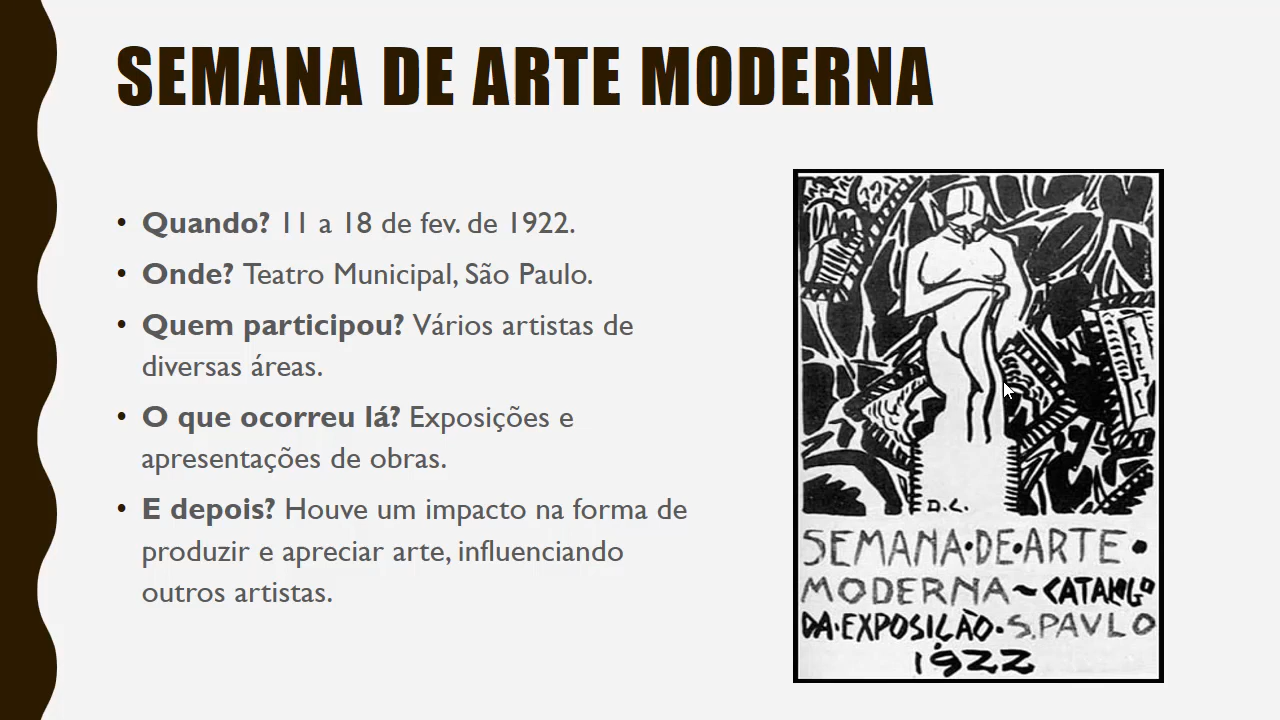 SEMANA DE ARTE MODERNA
• Quando? 11 a 18 de fev. de 1922.
• Onde? Teatro Municipal, São Paulo.
• Quem participou? Vários artistas de
diversas áreas.
• O que ocorreu lá? Exposições e
apresentações de obras.
• E depois? Houve um impacto na forma de
produzir e apreciar arte, influenciando
outros artistas.
D.C.
SEMANA•DE•ARTE•
MODERNA~CATALOGO
DA•EXPOSIÇÃO•S.PAVLO
1922